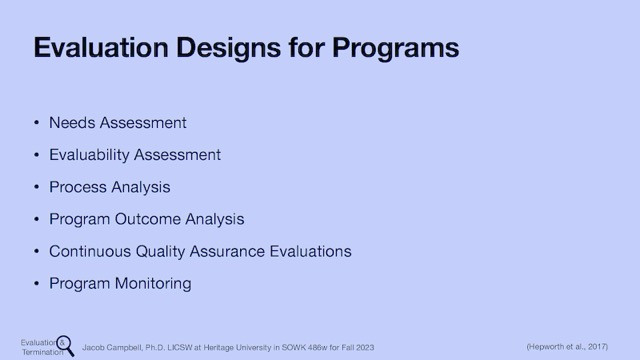 Evaluation Designs for Programs
• Needs Assessment
• Evaluability Assessment
• Process Analysis
• Program Outcome Analysis
• Continuous Quality Assurance Evaluations
• Program Monitoring
Evaluation &
Termination
Jacob Campbell, Ph.D. LICSW at Heritage University in SOWK 486w for Fall 2023
(Hepworth et al., 2017)